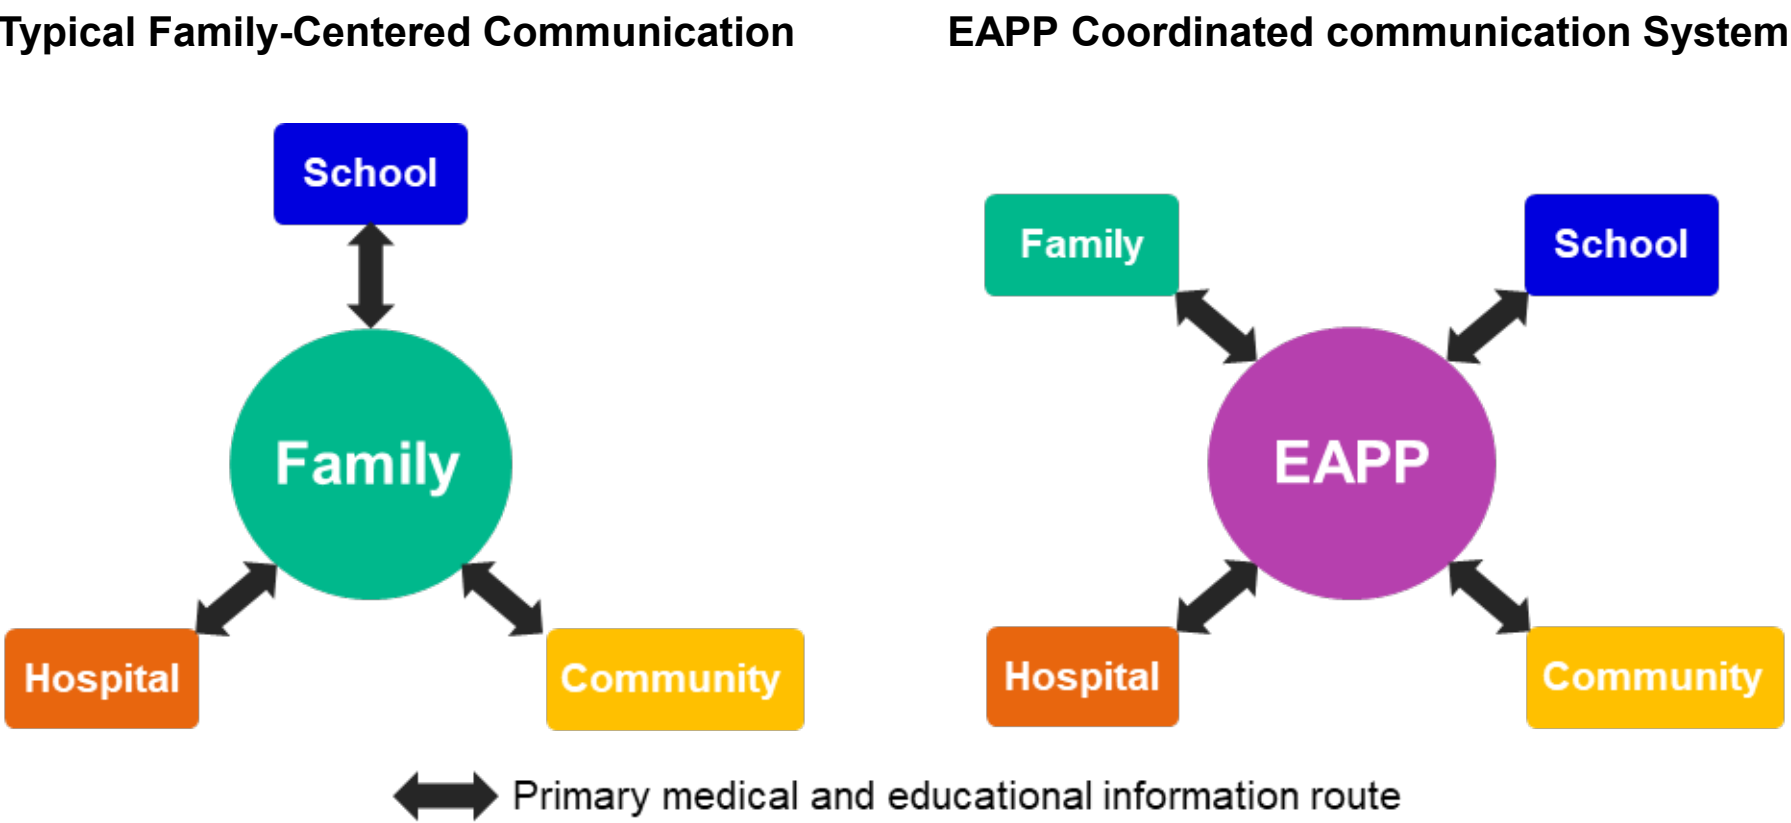 Typical Family-Centered Communication
EAPP Coordinated communication System
School
Family
Hospital
Community
Family
School
EAPP
Hospital
Community
Primary medical and educational information route